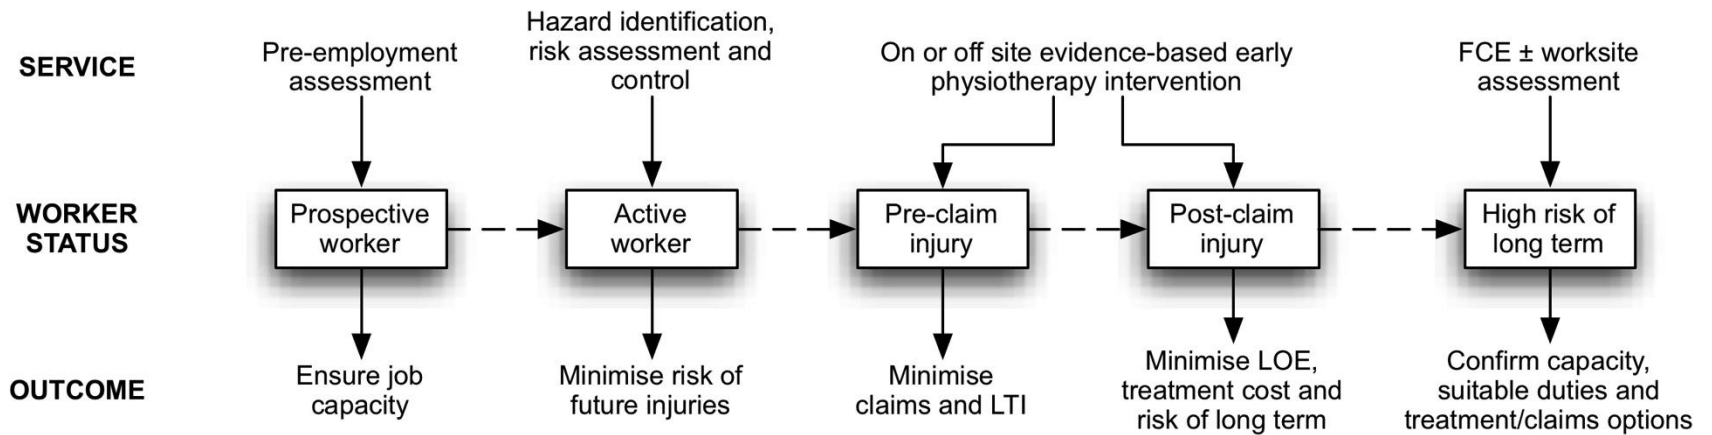 SERVICE
Pre-employment
assessment
Hazard identification,
risk assessment and
control
On or off site evidence-based early
physiotherapy intervention
FCE ± worksite
assessment
WORKER
STATUS
Prospective
worker
Active
worker
Pre-claim
injury
Post-claim
injury
High risk of
long term
OUTCOME
Ensure job
capacity
Minimise risk of
future injuries
Minimise
claims and LTI
Minimise LOE,
treatment cost and
risk of long term
Confirm capacity,
suitable duties and
treatment/claims options